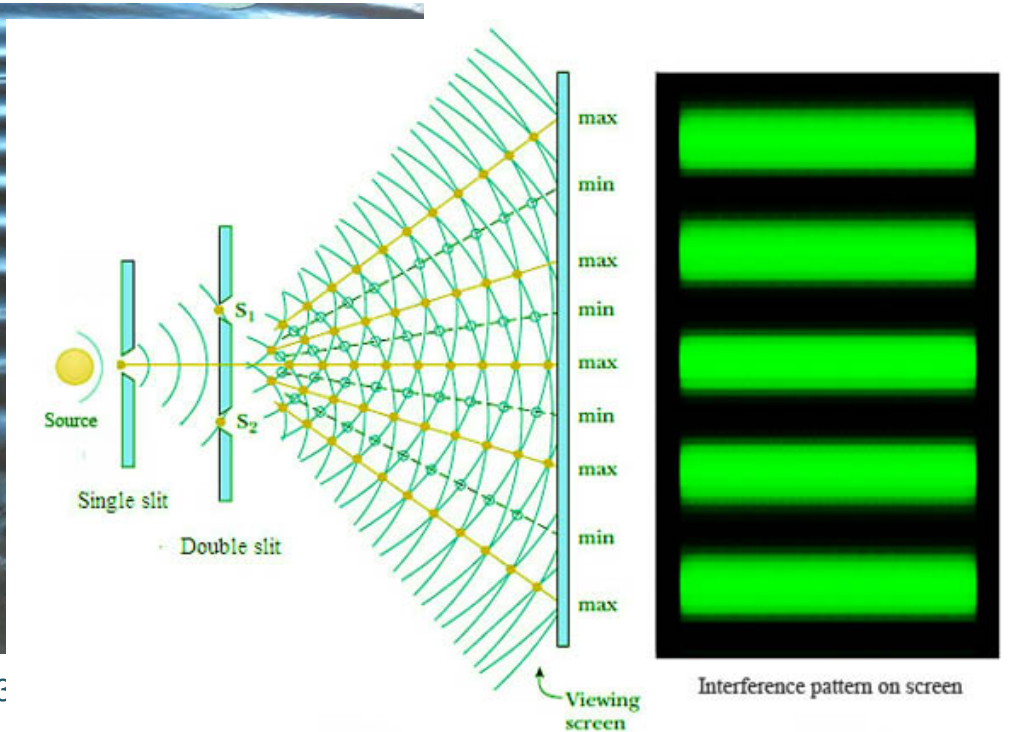 max
min
max
S1
min
max
Source
min
S2
max
Single slit
min
Double slit
max
Viewing
screen
Interference pattern on screen